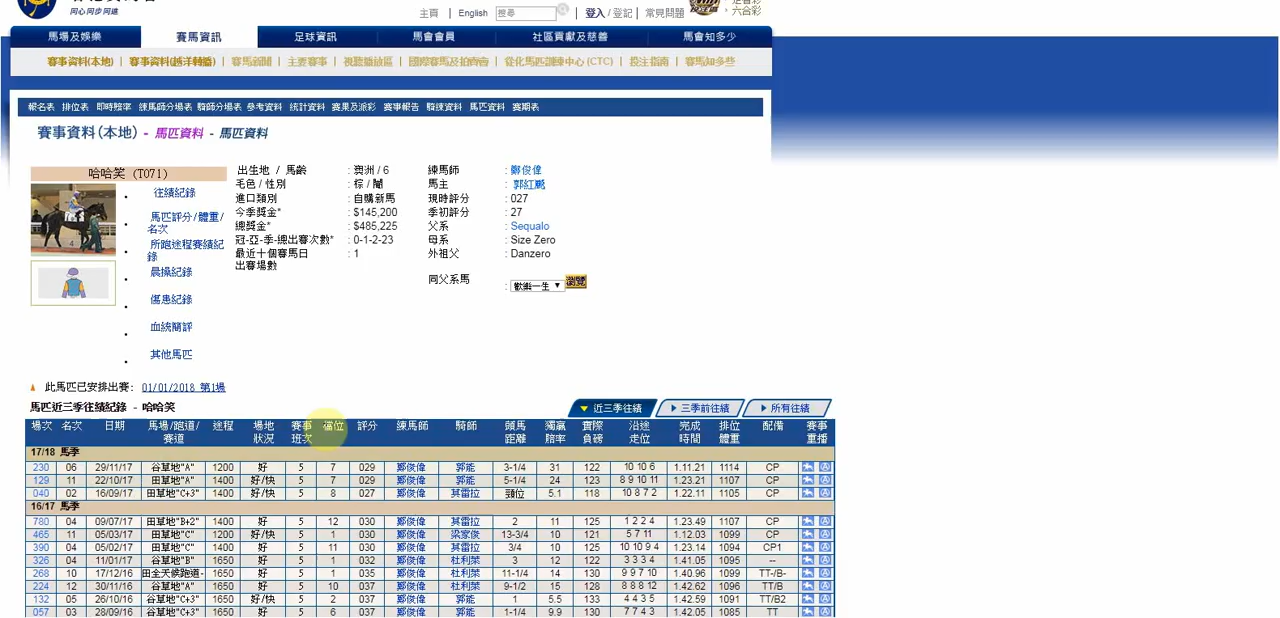 同心同步同進
主頁 | English 搜尋 | 登入 / 登記 | 常見問題
六合彩
馬場及娛樂 賽馬資訊 足球資訊 馬會會員 社區貢獻及慈善 馬會知多少
賽事資料(本地) | 賽事資料(越洋轉播) | 賽馬新聞 | 主要賽事 | 視聽播放區 | 國際賽馬及拍賣會 | 從化馬匹訓練中心 (CTC) | 投注指南 | 賽馬知多些
報名表 排位表 即時賠率 練馬師分場表 騎師分場表 參考資料 統計資料 賽果及派彩 賽事報告 騎練資料 馬匹資料 賽期表
賽事資料(本地) - 馬匹資料 - 馬匹資料
哈哈笑 (T071)
往績紀錄
馬匹評分/體重/
名次
所跑途程賽績紀
錄
晨操紀錄
傷患紀錄
血統簡評
其他馬匹
出生地 / 馬齡 : 澳洲 / 6
毛色 / 性別 : 棕 / 閹
進口類別 : 自購新馬
今季獎金* : $145,200
總獎金* : $485,225
冠-亞-季-總出賽次數* : 0-1-2-23
最近十個賽馬日 : 1
出賽場數
練馬師 : 鄭俊偉
馬主 : 郭紅鵬
現時評分 : 027
季初評分 : 27
父系 : Sequalo
母系 : Size Zero
外祖父 : Danzero
同父系馬 : 歡樂一生 瀏覽
此馬匹已安排出賽: 01/01/2018 第1場
馬匹近三季往績紀錄 - 哈哈笑 近三季往績 三季前往績 所有往績
場次 名次 日期 馬場/跑道/ 途程 場地 賽事 檔位 評分 練馬師 騎師 頭馬 獨贏 實際 沿途 完成 排位 配備 賽事
賽道 狀況 班次 距離 賠率 負磅 走位 時間 體重 重播
17/18 馬季
230 06 29/11/17 谷草地"A" 1200 好 5 7 029 鄭俊偉 郭能 3-1/4 31 122 10 10 6 1.11.21 1114 CP
129 11 22/10/17 田草地"A" 1400 好/快 5 7 029 鄭俊偉 郭能 5-1/4 24 123 8 9 10 11 1.23.21 1107 CP
040 02 16/09/17 田草地"C+3" 1400 好/快 5 8 027 鄭俊偉 莫雷拉 頭位 5.1 118 10 8 7 2 1.22.11 1105 CP
16/17 馬季
780 04 09/07/17 田草地"B+2" 1400 好 5 12 030 鄭俊偉 莫雷拉 2 11 125 1 2 2 4 1.23.49 1107 CP
465 11 05/03/17 田草地"C" 1200 好/快 5 1 030 鄭俊偉 梁家俊 13-3/4 10 121 5 7 11 1.12.03 1099 CP
390 04 05/02/17 田草地"C" 1400 好 5 11 030 鄭俊偉 莫雷拉 3/4 10 125 10 10 9 4 1.23.14 1094 CP1
326 04 11/01/17 谷草地"B" 1650 好 5 1 032 鄭俊偉 杜利萊 3 12 122 3 3 3 4 1.41.05 1095 --
268 10 17/12/16 田全天候跑道- 1650 好 5 1 035 鄭俊偉 杜利萊 11-1/4 14 130 9 9 7 10 1.40.96 1099 TT-/B-
224 12 30/11/16 谷草地"A" 1650 好 5 10 037 鄭俊偉 杜利萊 9-1/2 15 128 8 8 8 12 1.42.62 1096 TT/B
132 05 26/10/16 谷草地"C+3" 1650 好/快 5 2 037 鄭俊偉 郭能 1 5.5 133 4 4 3 5 1.42.59 1091 TT/B2
057 03 28/09/16 谷草地"C+3" 1650 好 5 6 037 鄭俊偉 郭能 1-1/4 9.9 130 7 7 4 3 1.42.05 1085 TT